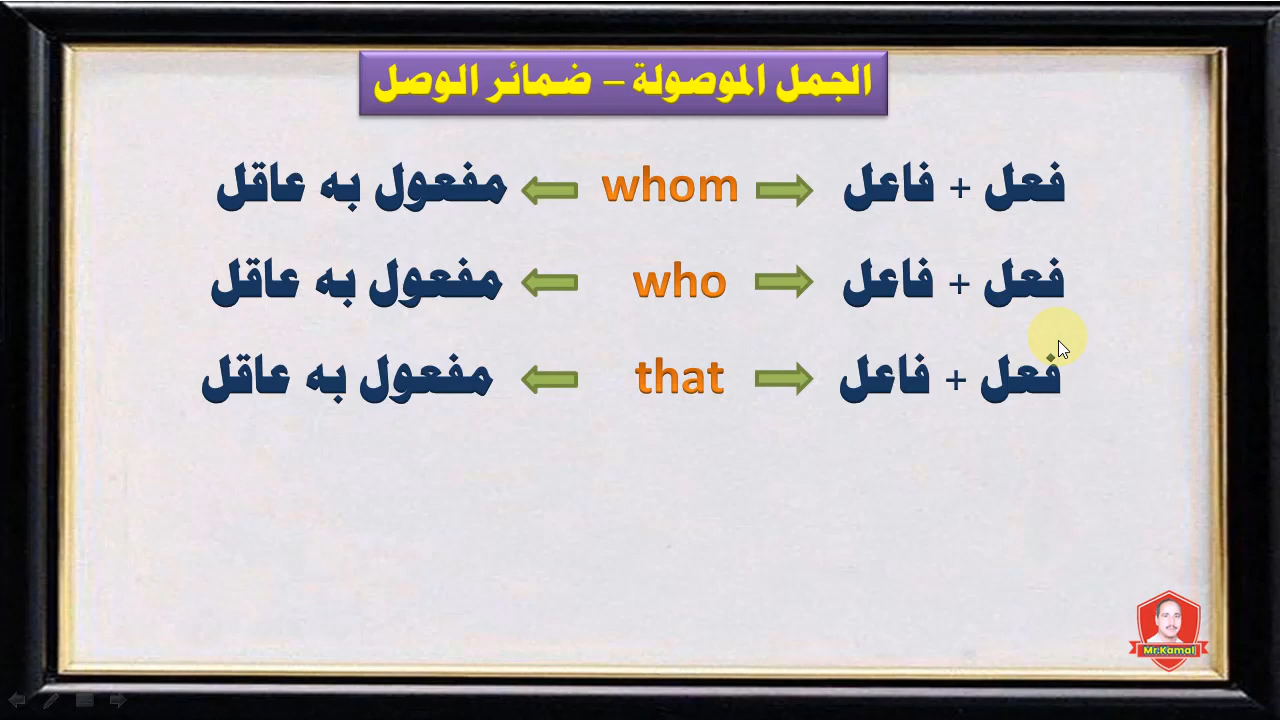 الجمل الموصولة – ضمائر الوصل
مفعول به عاقل whom فعل + فاعل
مفعول به عاقل who فعل + فاعل
مفعول به عاقل that فعل + فاعل
Mr.Kamal